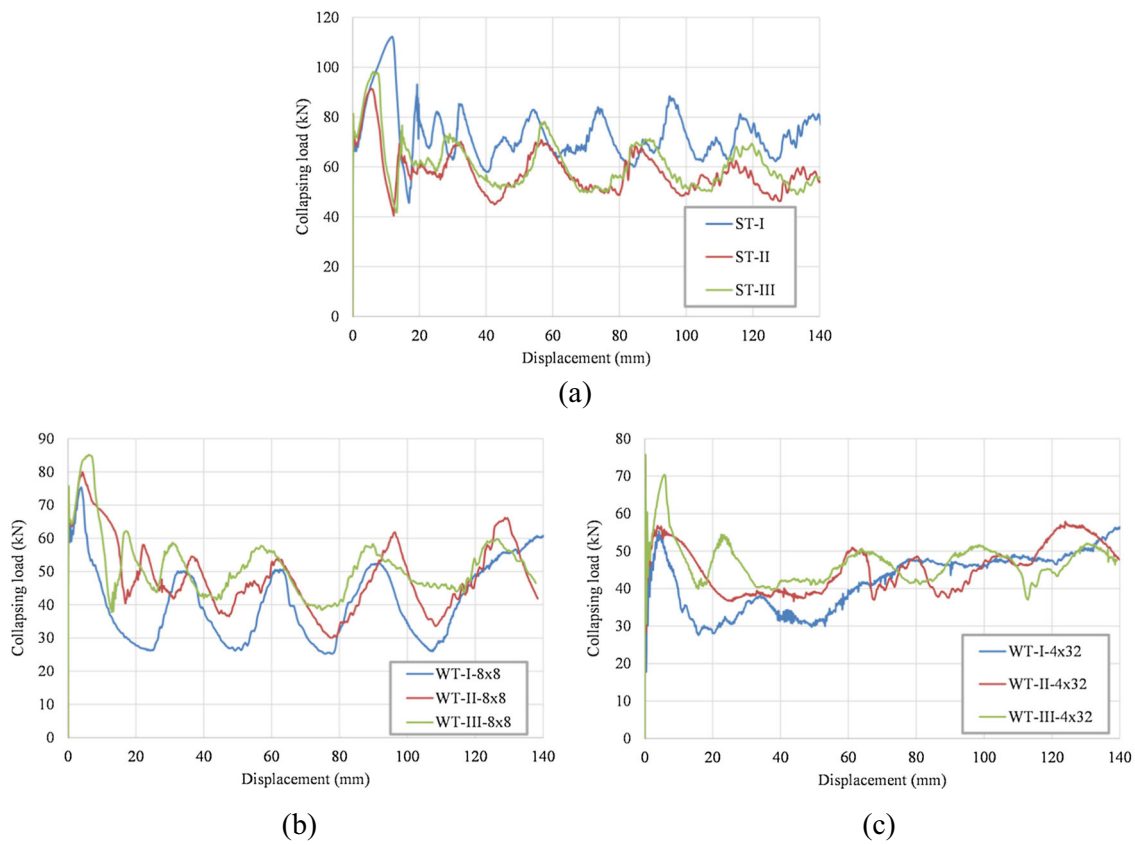 120
100
80
60
40
20
0
Collapsing load (kN)
ST-I
ST-II
ST-III
0 20 40 60 80 100 120 140
Displacement (mm)
(a)
90
80
70
60
50
40
30
20
10
0
Collapsing load (kN)
WT-I-8x8
WT-II-8x8
WT-III-8x8
0 20 40 60 80 100 120 140
Displacement (mm)
(b)
80
70
60
50
40
30
20
10
0
Collapsing load (kN)
WT-I-4x32
WT-II-4x32
WT-III-4x32
0 20 40 60 80 100 120 140
Displacement (mm)
(c)